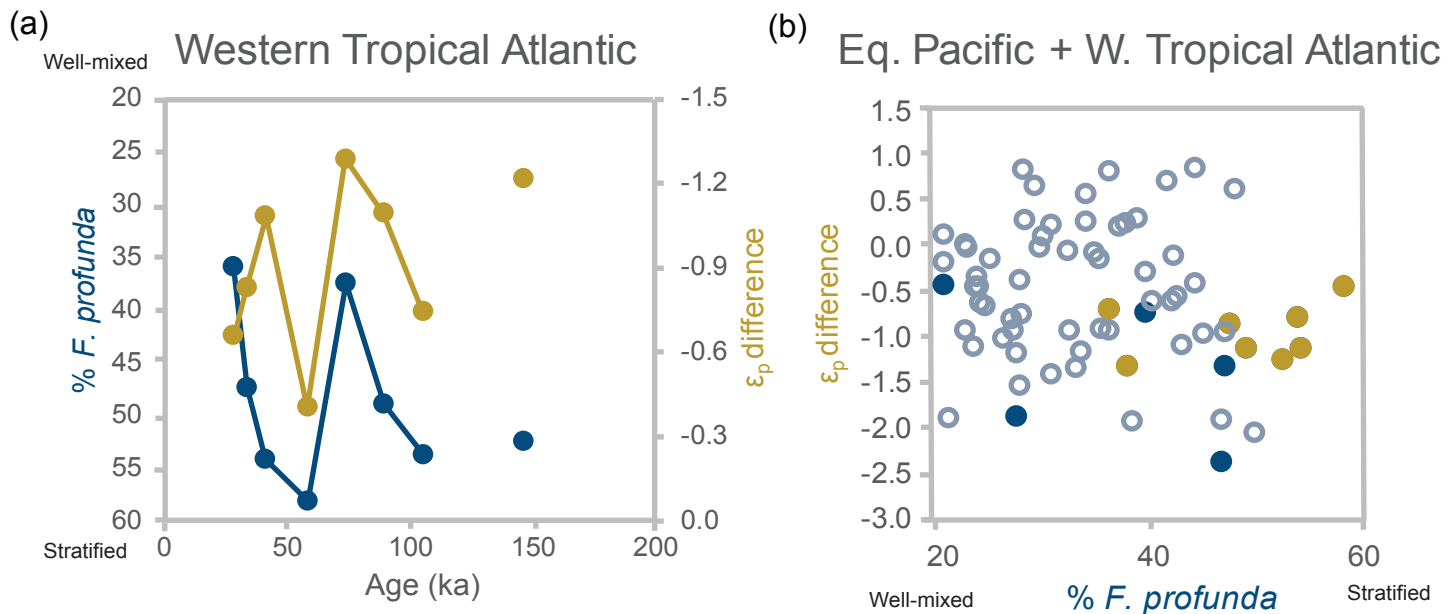 (a)
Western Tropical Atlantic
Well-mixed
20
25
30
35
40
45
50
55
60
% F. profunda
-1.5
-1.2
-0.9
-0.6
-0.3
0.0
εp difference
Stratified
0
50
100
150
200
Age (ka)
(b)
Eq. Pacific + W. Tropical Atlantic
1.5
1.0
0.5
0.0
-0.5
-1.0
-1.5
-2.0
-2.5
-3.0
εp difference
20
40
60
Well-mixed
% F. profunda
Stratified